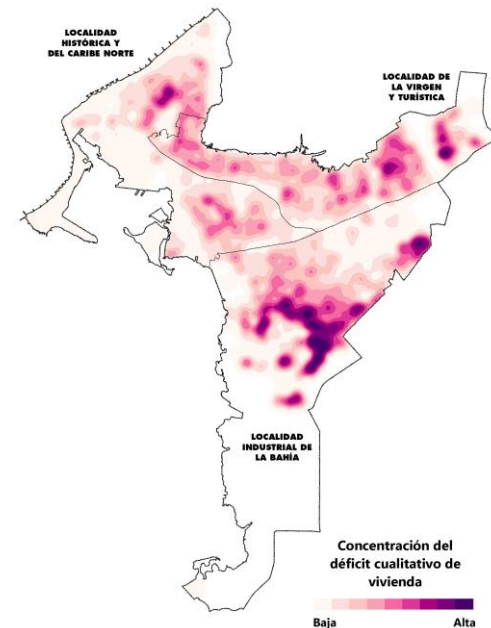 LOCALIDAD
HISTÓRICA Y
DEL CARIBE NORTE
LOCALIDAD DE
LA VIRGEN
Y TURÍSTICA
LOCALIDAD
INDUSTRIAL DE
LA BAHÍA
Concentración del
déficit cualitativo de
vivienda
Baja Alta